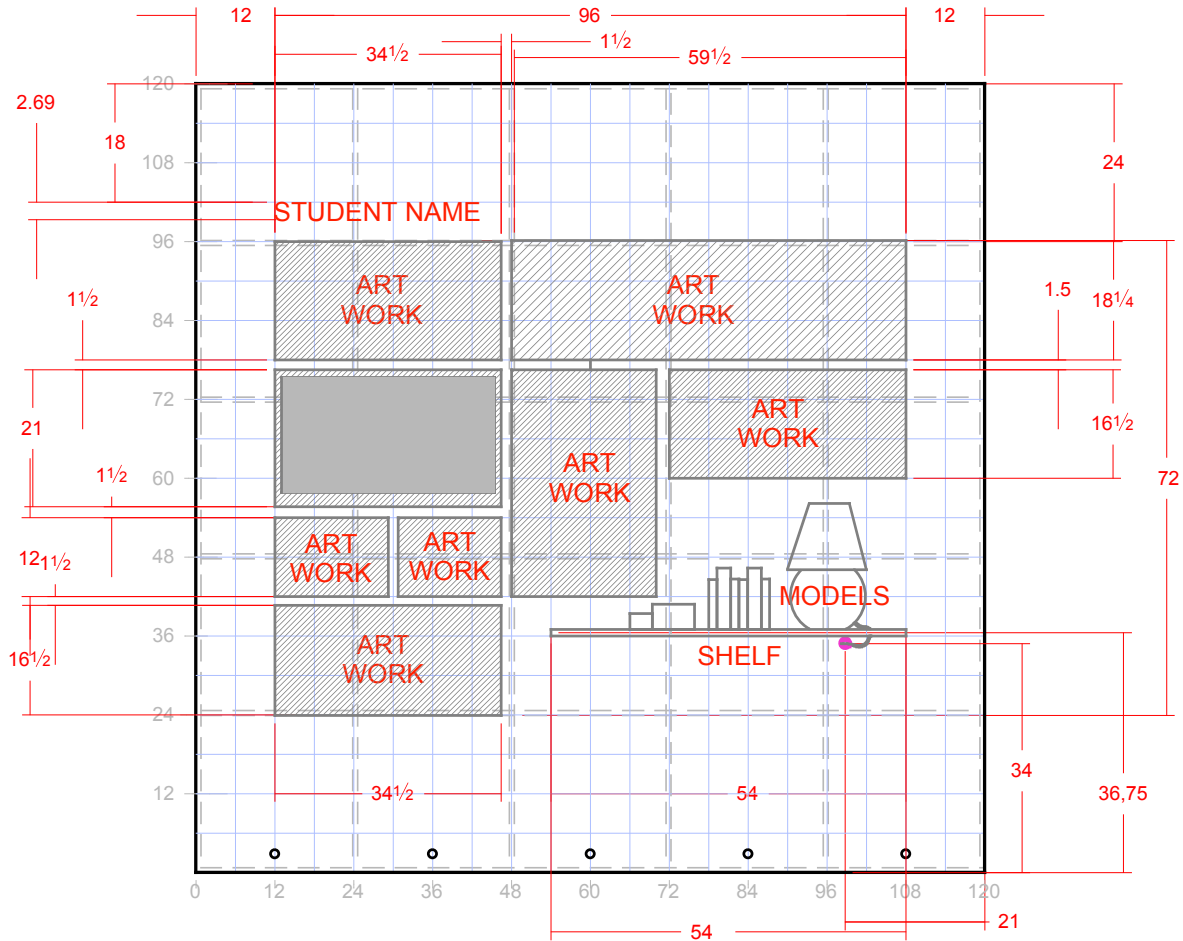 12
96
12
1½
34½
59½
2.69
18
24
120
108
STUDENT NAME
96
ART
WORK
ART
WORK
1½
1.5
18¼
84
72
ART
WORK
16½
21
ART
WORK
1½
60
72
12
1½
48
ART
WORK
ART
WORK
MODELS
36
SHELF
16½
ART
WORK
24
34
36,75
12
34½
54
0
12
24
36
48
60
72
84
96
108
120
21
54